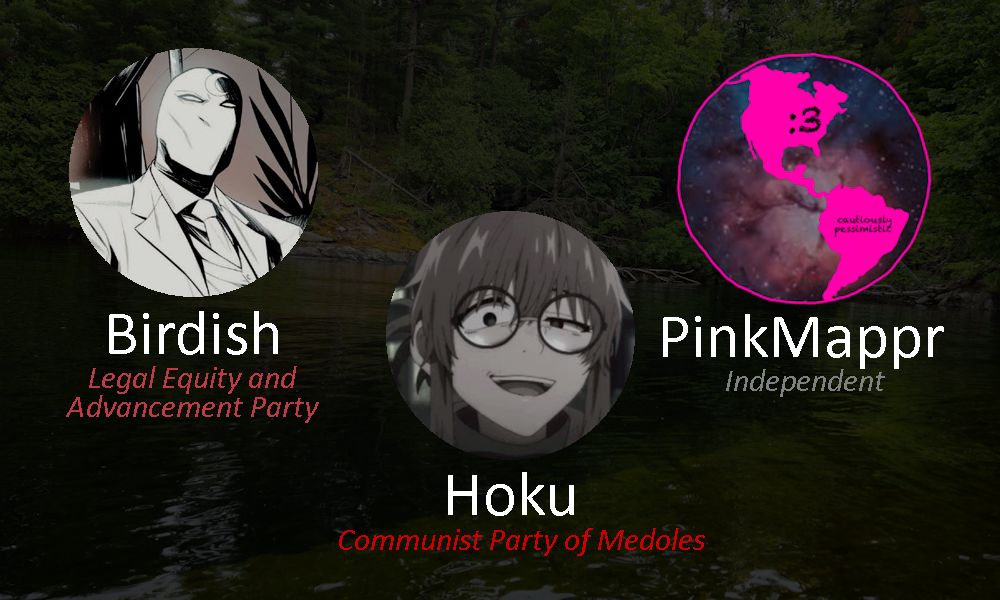 :3
cautiously
pessimistic
Birdish
Legal Equity and
Advancement Party
PinkMappr
Independent
Hoku
Communist Party of Medoles